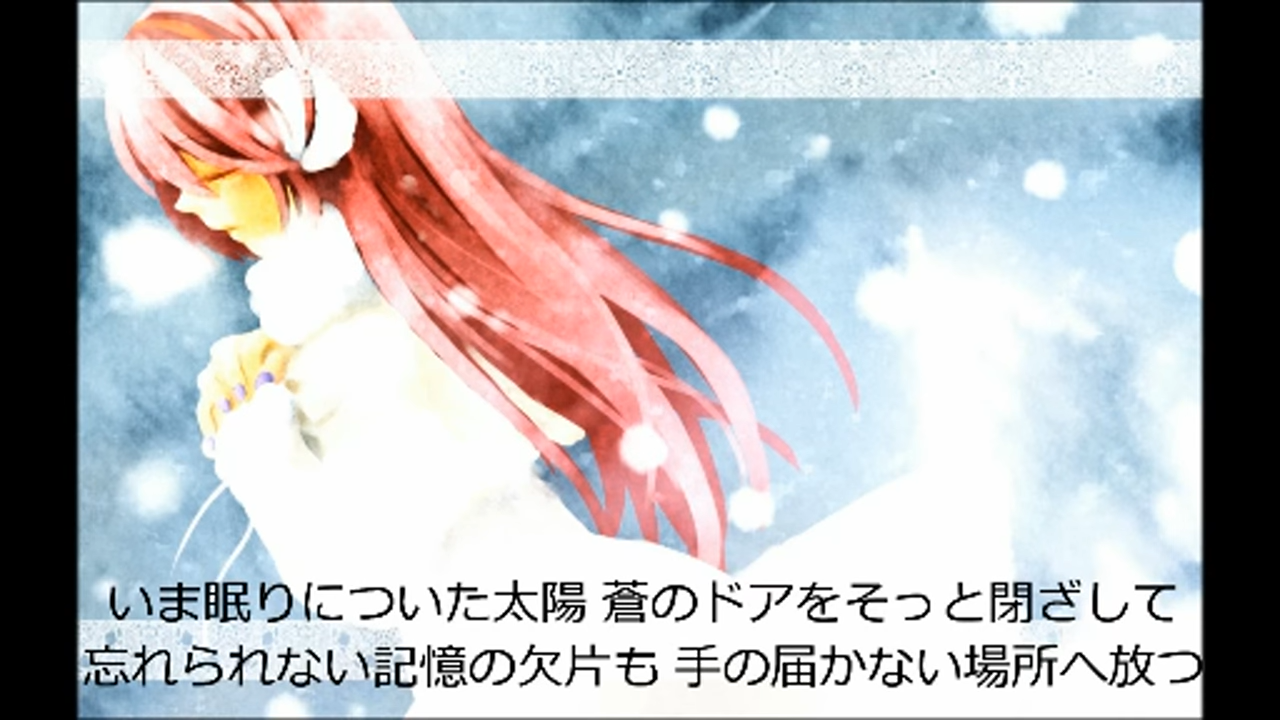 いま眠りについた太陽 蒼のドアをそっと閉ざして
忘れられない記憶の欠片も 手の届かない場所へ放つ